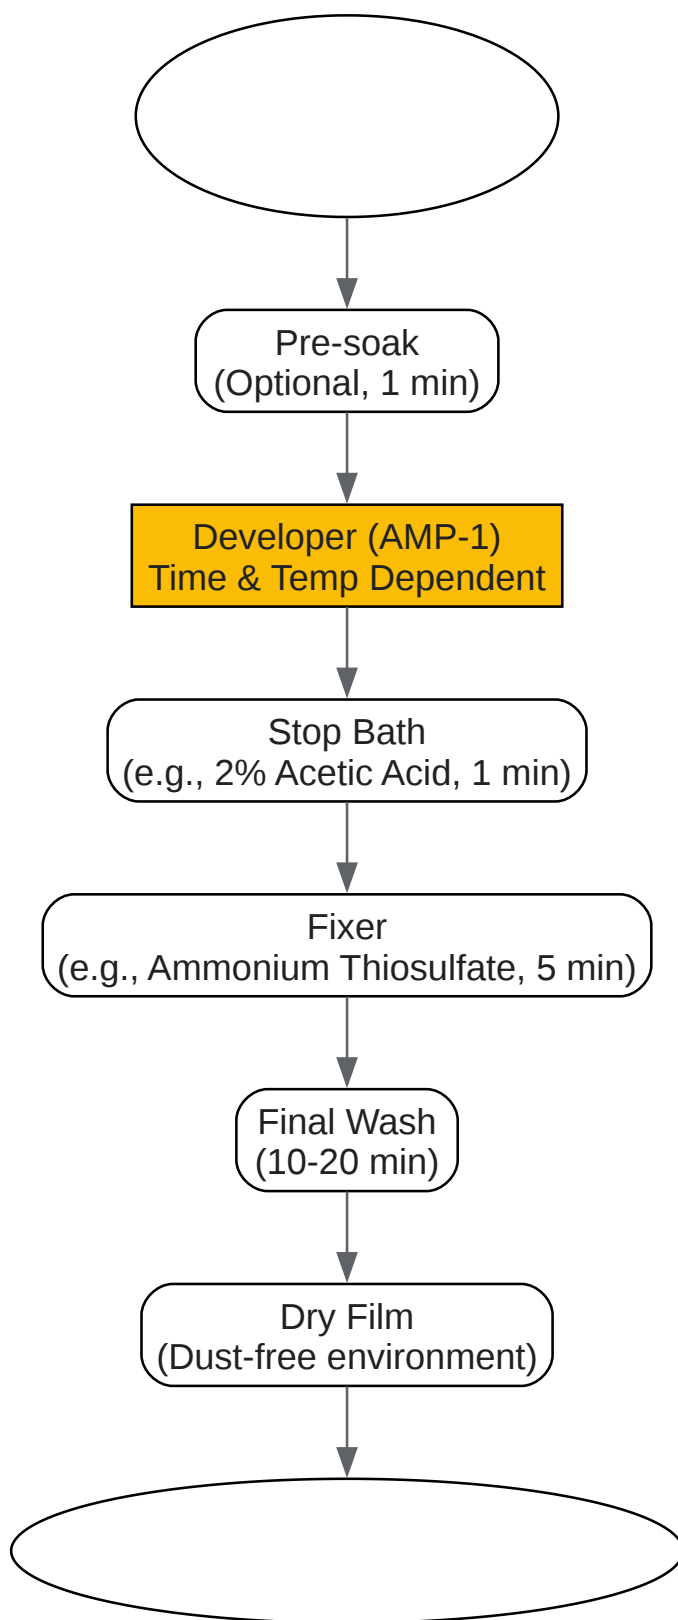 Pre-soak
(Optional, 1 min)
Developer (AMP-1)
Time & Temp Dependent
Stop Bath
(e.g., 2% Acetic Acid, 1 min)
Fixer
(e.g., Ammonium Thiosulfate, 5 min)
Final Wash
(10-20 min)
Dry Film
(Dust-free environment)